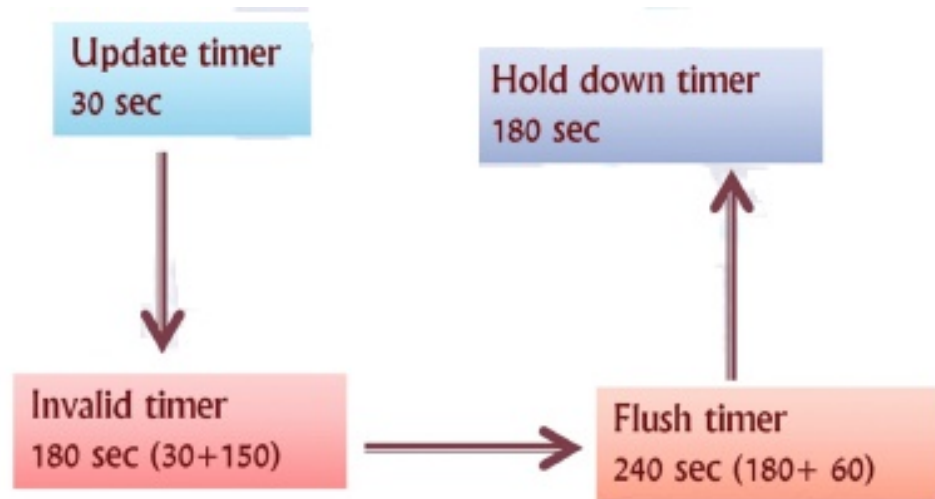 Update timer
30 sec
Hold down timer
180 sec
Invalid timer
180 sec (30+150)
Flush timer
240 sec (180+ 60)